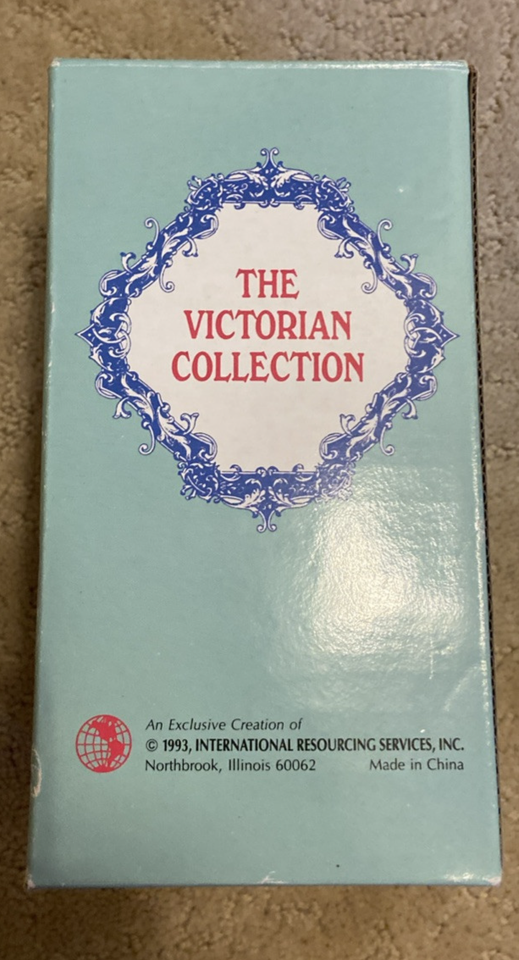 THE
VICTORIAN
COLLECTION
An Exclusive Creation of
© 1993, INTERNATIONAL RESOURCING SERVICES, INC.
Northbrook, Illinois 60062 Made in China